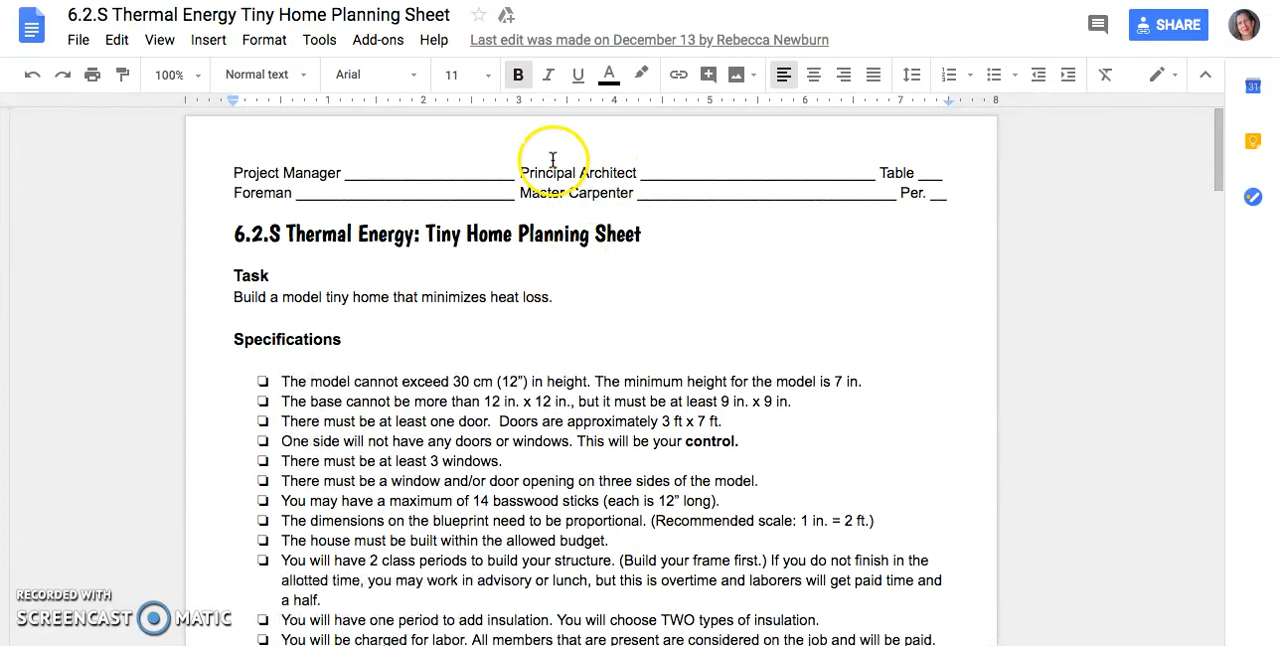 6.2.S Thermal Energy Tiny Home Planning Sheet
File Edit View Insert Format Tools Add-ons Help Last edit was made on December 13 by Rebecca Newburn
SHARE
100% Normal text Arial 11 B I U A
1 2 3 4 5 6 7 8
31
Project Manager ____________________ Principal Architect ____________________________ Table ___
Foreman __________________________ Master Carpenter _______________________________ Per. __
6.2.S Thermal Energy: Tiny Home Planning Sheet
Task
Build a model tiny home that minimizes heat loss.
Specifications
❏ The model cannot exceed 30 cm (12”) in height. The minimum height for the model is 7 in.
❏ The base cannot be more than 12 in. x 12 in., but it must be at least 9 in. x 9 in.
❏ There must be at least one door. Doors are approximately 3 ft x 7 ft.
❏ One side will not have any doors or windows. This will be your control.
❏ There must be at least 3 windows.
❏ There must be a window and/or door opening on three sides of the model.
❏ You may have a maximum of 14 basswood sticks (each is 12” long).
❏ The dimensions on the blueprint need to be proportional. (Recommended scale: 1 in. = 2 ft.)
❏ The house must be built within the allowed budget.
❏ You will have 2 class periods to build your structure. (Build your frame first.) If you do not finish in the
allotted time, you may work in advisory or lunch, but this is overtime and laborers will get paid time and
a half.
❏ You will have one period to add insulation. You will choose TWO types of insulation.
❏ You will be charged for labor. All members that are present are considered on the job and will be paid.
RECORDED WITH
SCREENCAST MATIC